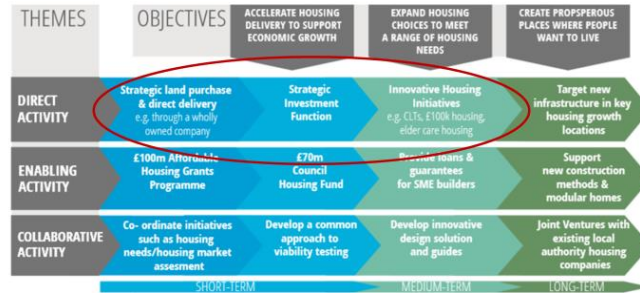 THEMES
OBJECTIVES
ACCELERATE HOUSING
DELIVERY TO SUPPORT
ECONOMIC GROWTH
EXPAND HOUSING
CHOICES TO MEET
A RANGE OF HOUSING
NEEDS
CREATE PROPSPEROUS
PLACES WHERE PEOPLE
WANT TO LIVE
DIRECT
ACTIVITY
Strategic land purchase
& direct delivery
e.g. through a wholly
owned company
Strategic
Investment
Function
Innovative Housing
Initiatives
e.g. CLTs, £100k housing,
elder care housing
Target new
infrastructure in key
housing growth
locations
ENABLING
ACTIVITY
£100m Affordable
Housing Grants
Programme
£70m
Council
Housing Fund
Provide loans &
guarantees
for SME builders
Support
new construction
methods &
modular homes
COLLABORATIVE
ACTIVITY
Co- ordinate initiatives
such as housing
needs/housing market
assesment
Develop a common
approach to
viability testing
Develop innovative
design solution
and guides
Joint Ventures with
existing local
authority housing
companies
SHORT-TERM
MEDIUM-TERM
LONG-TERM